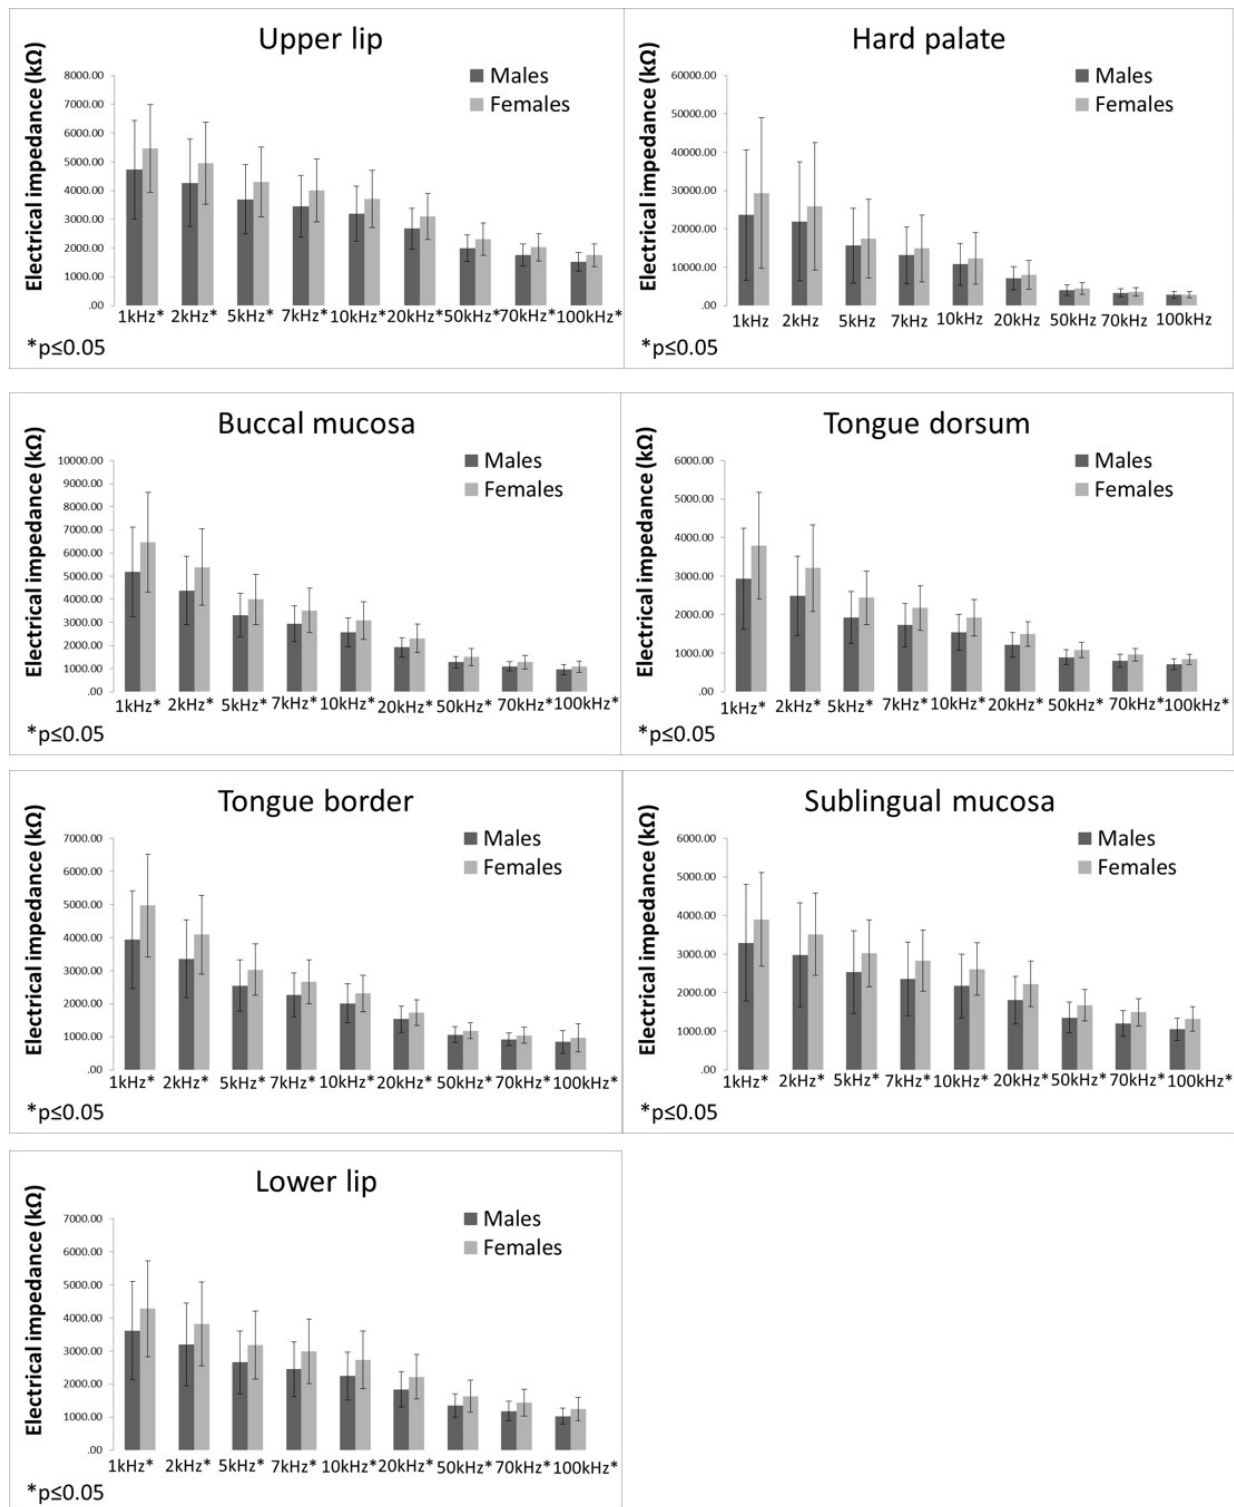 Upper lip
Electrical impedance (kΩ)
Males
Females
8000.00
7000.00
6000.00
5000.00
4000.00
3000.00
2000.00
1000.00
.00
1kHz* 2kHz* 5kHz* 7kHz* 10kHz* 20kHz* 50kHz* 70kHz* 100kHz*
*p≤0.05
Hard palate
Electrical impedance (kΩ)
Males
Females
60000.00
50000.00
40000.00
30000.00
20000.00
10000.00
.00
1kHz 2kHz 5kHz 7kHz 10kHz 20kHz 50kHz 70kHz 100kHz
*p≤0.05
Buccal mucosa
Electrical impedance (kΩ)
Males
Females
10000.00
9000.00
8000.00
7000.00
6000.00
5000.00
4000.00
3000.00
2000.00
1000.00
.00
1kHz* 2kHz* 5kHz* 7kHz* 10kHz* 20kHz* 50kHz* 70kHz* 100kHz*
*p≤0.05
Tongue dorsum
Electrical impedance (kΩ)
Males
Females
6000.00
5000.00
4000.00
3000.00
2000.00
1000.00
.00
1kHz* 2kHz* 5kHz* 7kHz* 10kHz* 20kHz* 50kHz* 70kHz* 100kHz*
*p≤0.05
Tongue border
Electrical impedance (kΩ)
Males
Females
7000.00
6000.00
5000.00
4000.00
3000.00
2000.00
1000.00
.00
1kHz* 2kHz* 5kHz* 7kHz* 10kHz* 20kHz* 50kHz* 70kHz* 100kHz*
*p≤0.05
Sublingual mucosa
Electrical impedance (kΩ)
Males
Females
6000.00
5000.00
4000.00
3000.00
2000.00
1000.00
.00
1kHz* 2kHz* 5kHz* 7kHz* 10kHz* 20kHz* 50kHz* 70kHz* 100kHz*
*p≤0.05
Lower lip
Electrical impedance (kΩ)
Males
Females
7000.00
6000.00
5000.00
4000.00
3000.00
2000.00
1000.00
.00
1kHz* 2kHz* 5kHz* 7kHz* 10kHz* 20kHz* 50kHz* 70kHz* 100kHz*
*p≤0.05